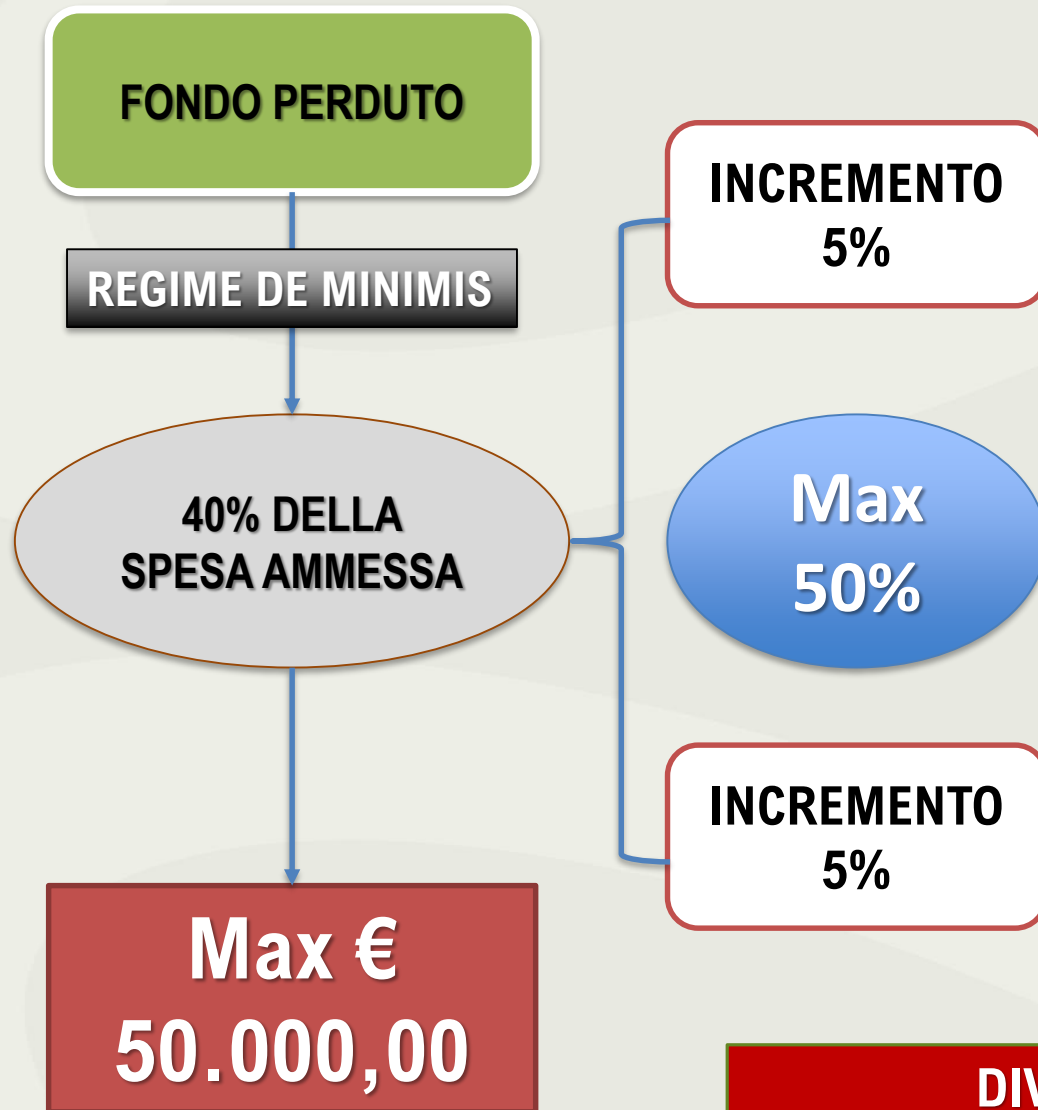 FONDO PERDUTO
REGIME DE MINIMIS
40% DELLA
SPESA AMMESSA
Max €
50.000,00
INCREMENTO
5%
Max
50%
INCREMENTO
5%